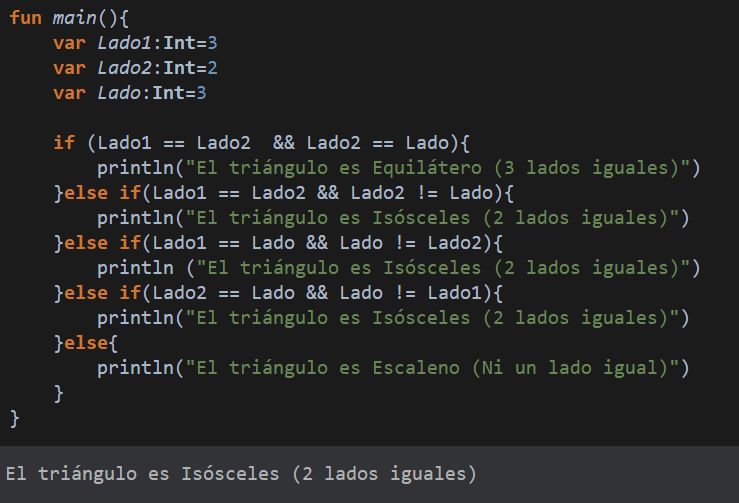 fun main(){
    var Lado1:Int=3
    var Lado2:Int=2
    var Lado:Int=3

    if (Lado1 == Lado2  && Lado2 == Lado){
        println("El triángulo es Equilátero (3 lados iguales)")
    }else if(Lado1 == Lado2 && Lado2 != Lado){
        println("El triángulo es Isósceles (2 lados iguales)")
    }else if(Lado1 == Lado && Lado != Lado2){
        println ("El triángulo es Isósceles (2 lados iguales)")
    }else if(Lado2 == Lado && Lado != Lado1){
        println("El triángulo es Isósceles (2 lados iguales)")
    }else{
        println("El triángulo es Escaleno (Ni un lado igual)")
    }
}
El triángulo es Isósceles (2 lados iguales)